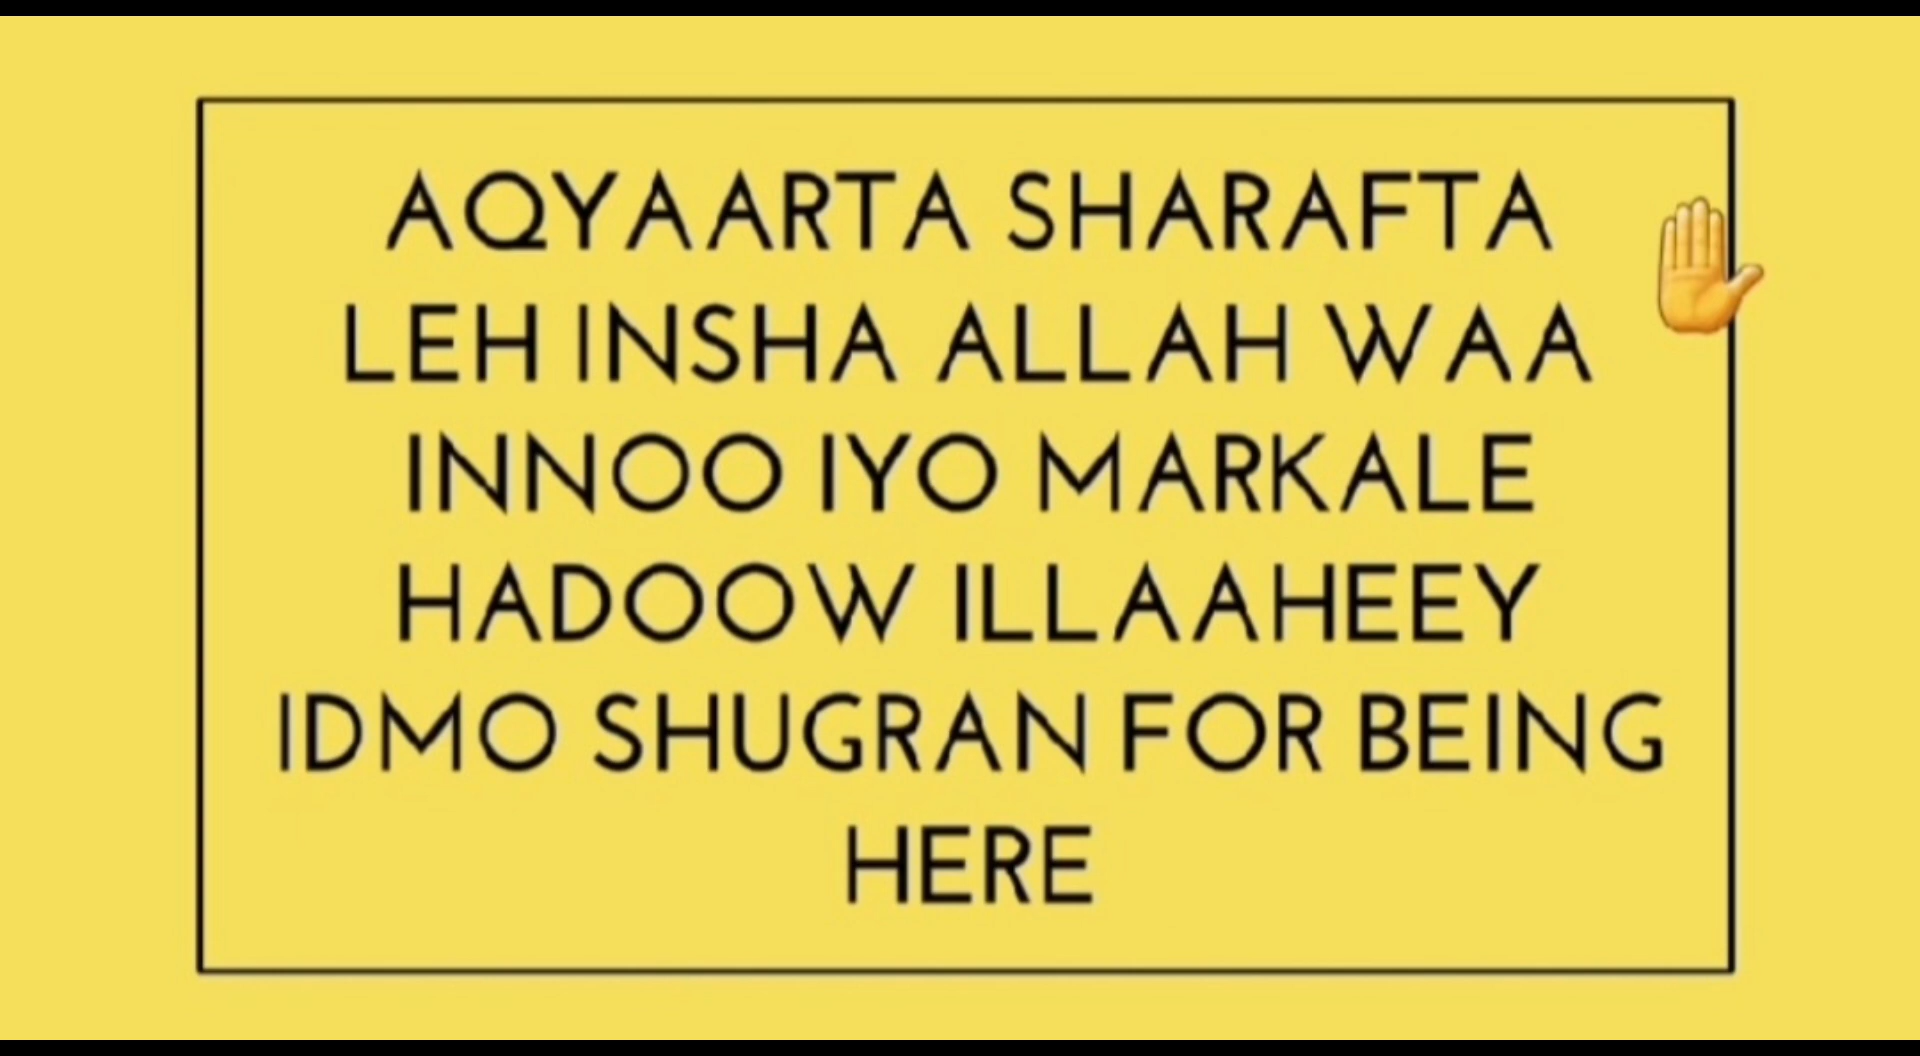 AQYAARTA SHARAFTA
LEH INSHA ALLAH WAA
INNOO IYO MARKALE
HADOOW ILLAAHEEY
IDMO SHUGRAN FOR BEING
HERE